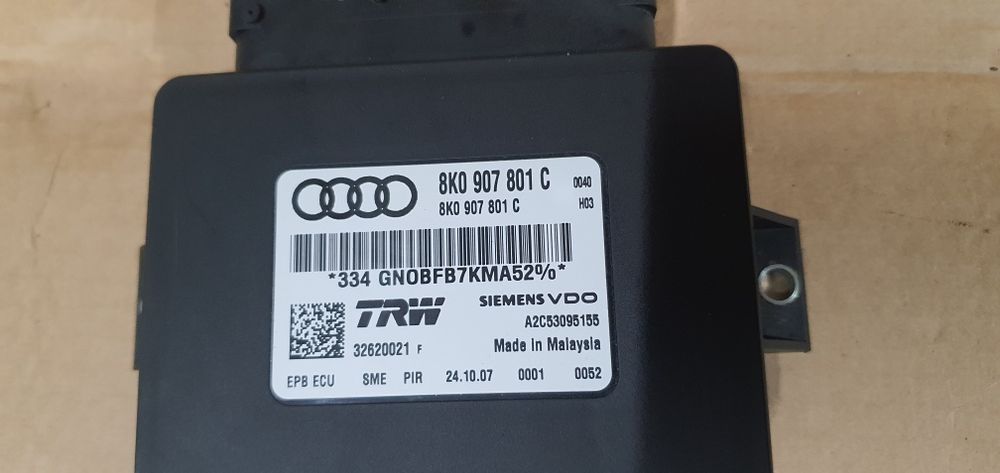 8K0 907 801 C 0040
8K0 907 801 C H03
*334 GNOBFB7KMA52%*
TRW SIEMENS VDO
A2C53095155
32620021 F Made in Malaysia
EPB ECU SME PIR 24.10.07 0001 0052